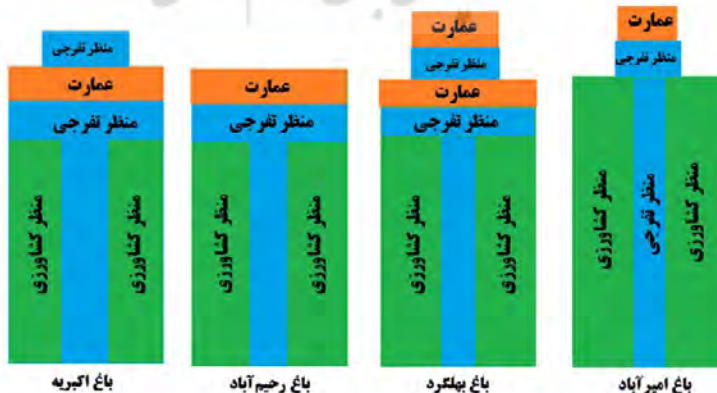 منظر تفرجی
عمارت
منظر تفرجی
منظر کشاورزی
منظر کشاورزی
باغ اکبریه
عمارت
منظر تفرجی
منظر کشاورزی
منظر کشاورزی
باغ رحیم‌آباد
عمارت
منظر تفرجی
عمارت
منظر تفرجی
منظر کشاورزی
منظر کشاورزی
باغ بهلگرد
عمارت
منظر تفرجی
منظر کشاورزی
منظر تفرجی
منظر کشاورزی
باغ امیرآباد